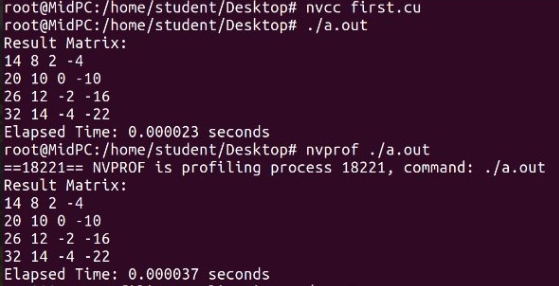 root@MidPC:/home/student/Desktop# nvcc first.cu
root@MidPC:/home/student/Desktop# ./a.out
Result Matrix:
14 8 2 -4
20 10 0 -10
26 12 -2 -16
32 14 -4 -22
Elapsed Time: 0.000023 seconds
root@MidPC:/home/student/Desktop# nvprof ./a.out
==18221== NVPROF is profiling process 18221, command: ./a.out
Result Matrix:
14 8 2 -4
20 10 0 -10
26 12 -2 -16
32 14 -4 -22
Elapsed Time: 0.000037 seconds